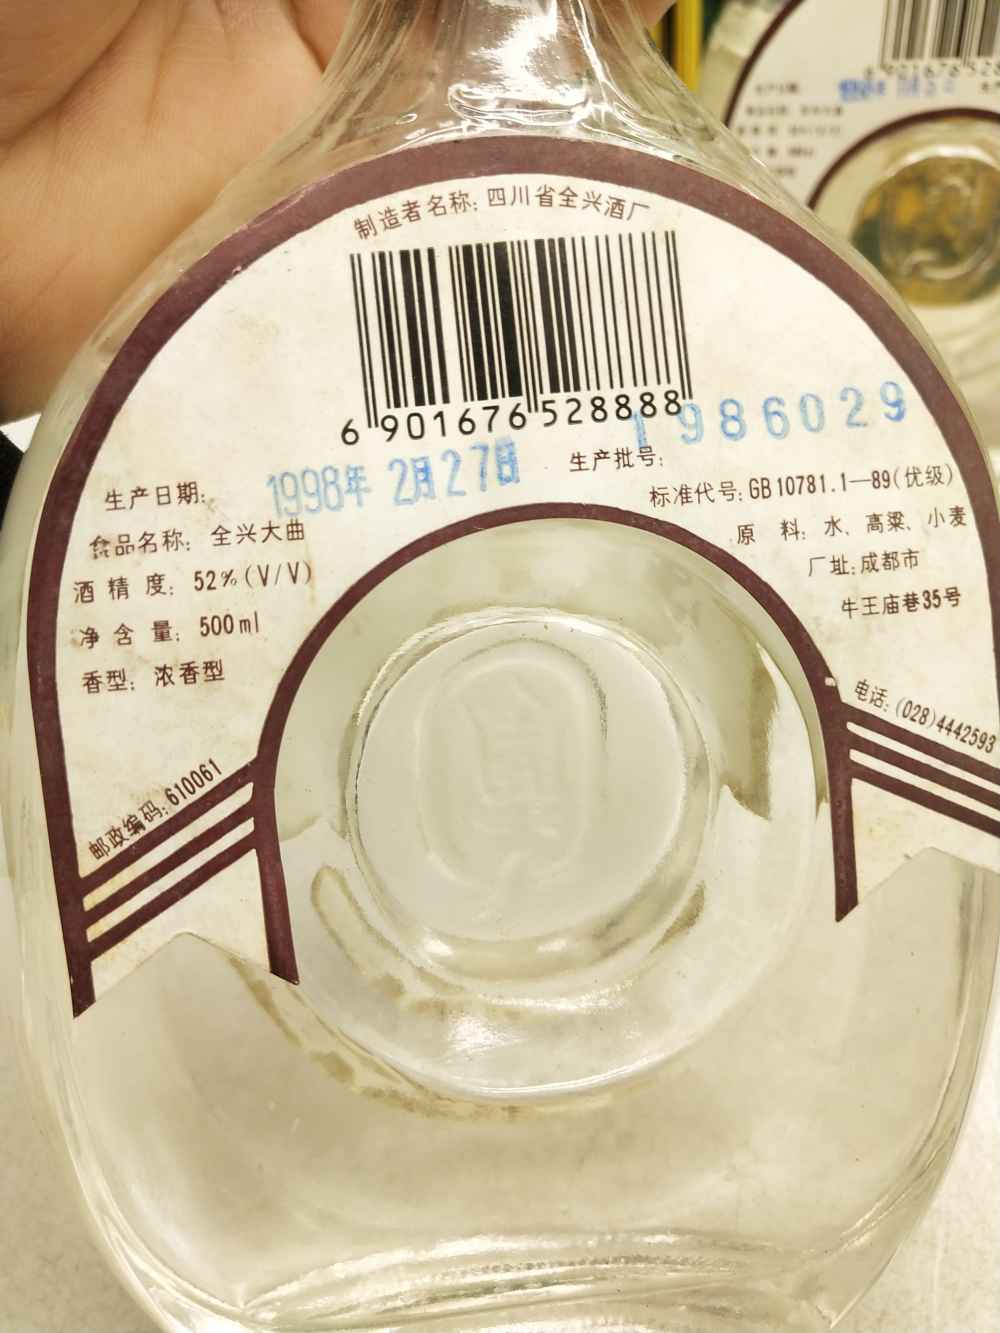 制造者名称：四川省全兴酒厂
6 901676 528888
生产日期： 1998年 2月27日
生产批号： 1986029
食品名称：全兴大曲
酒精度：52%(V/V)
净含量：500ml
香型：浓香型
邮政编码：610061
标准代号：GB10781.1—89(优级)
原 料：水、高粱、小麦
厂址：成都市
牛王庙巷35号
电话：(028)4442593